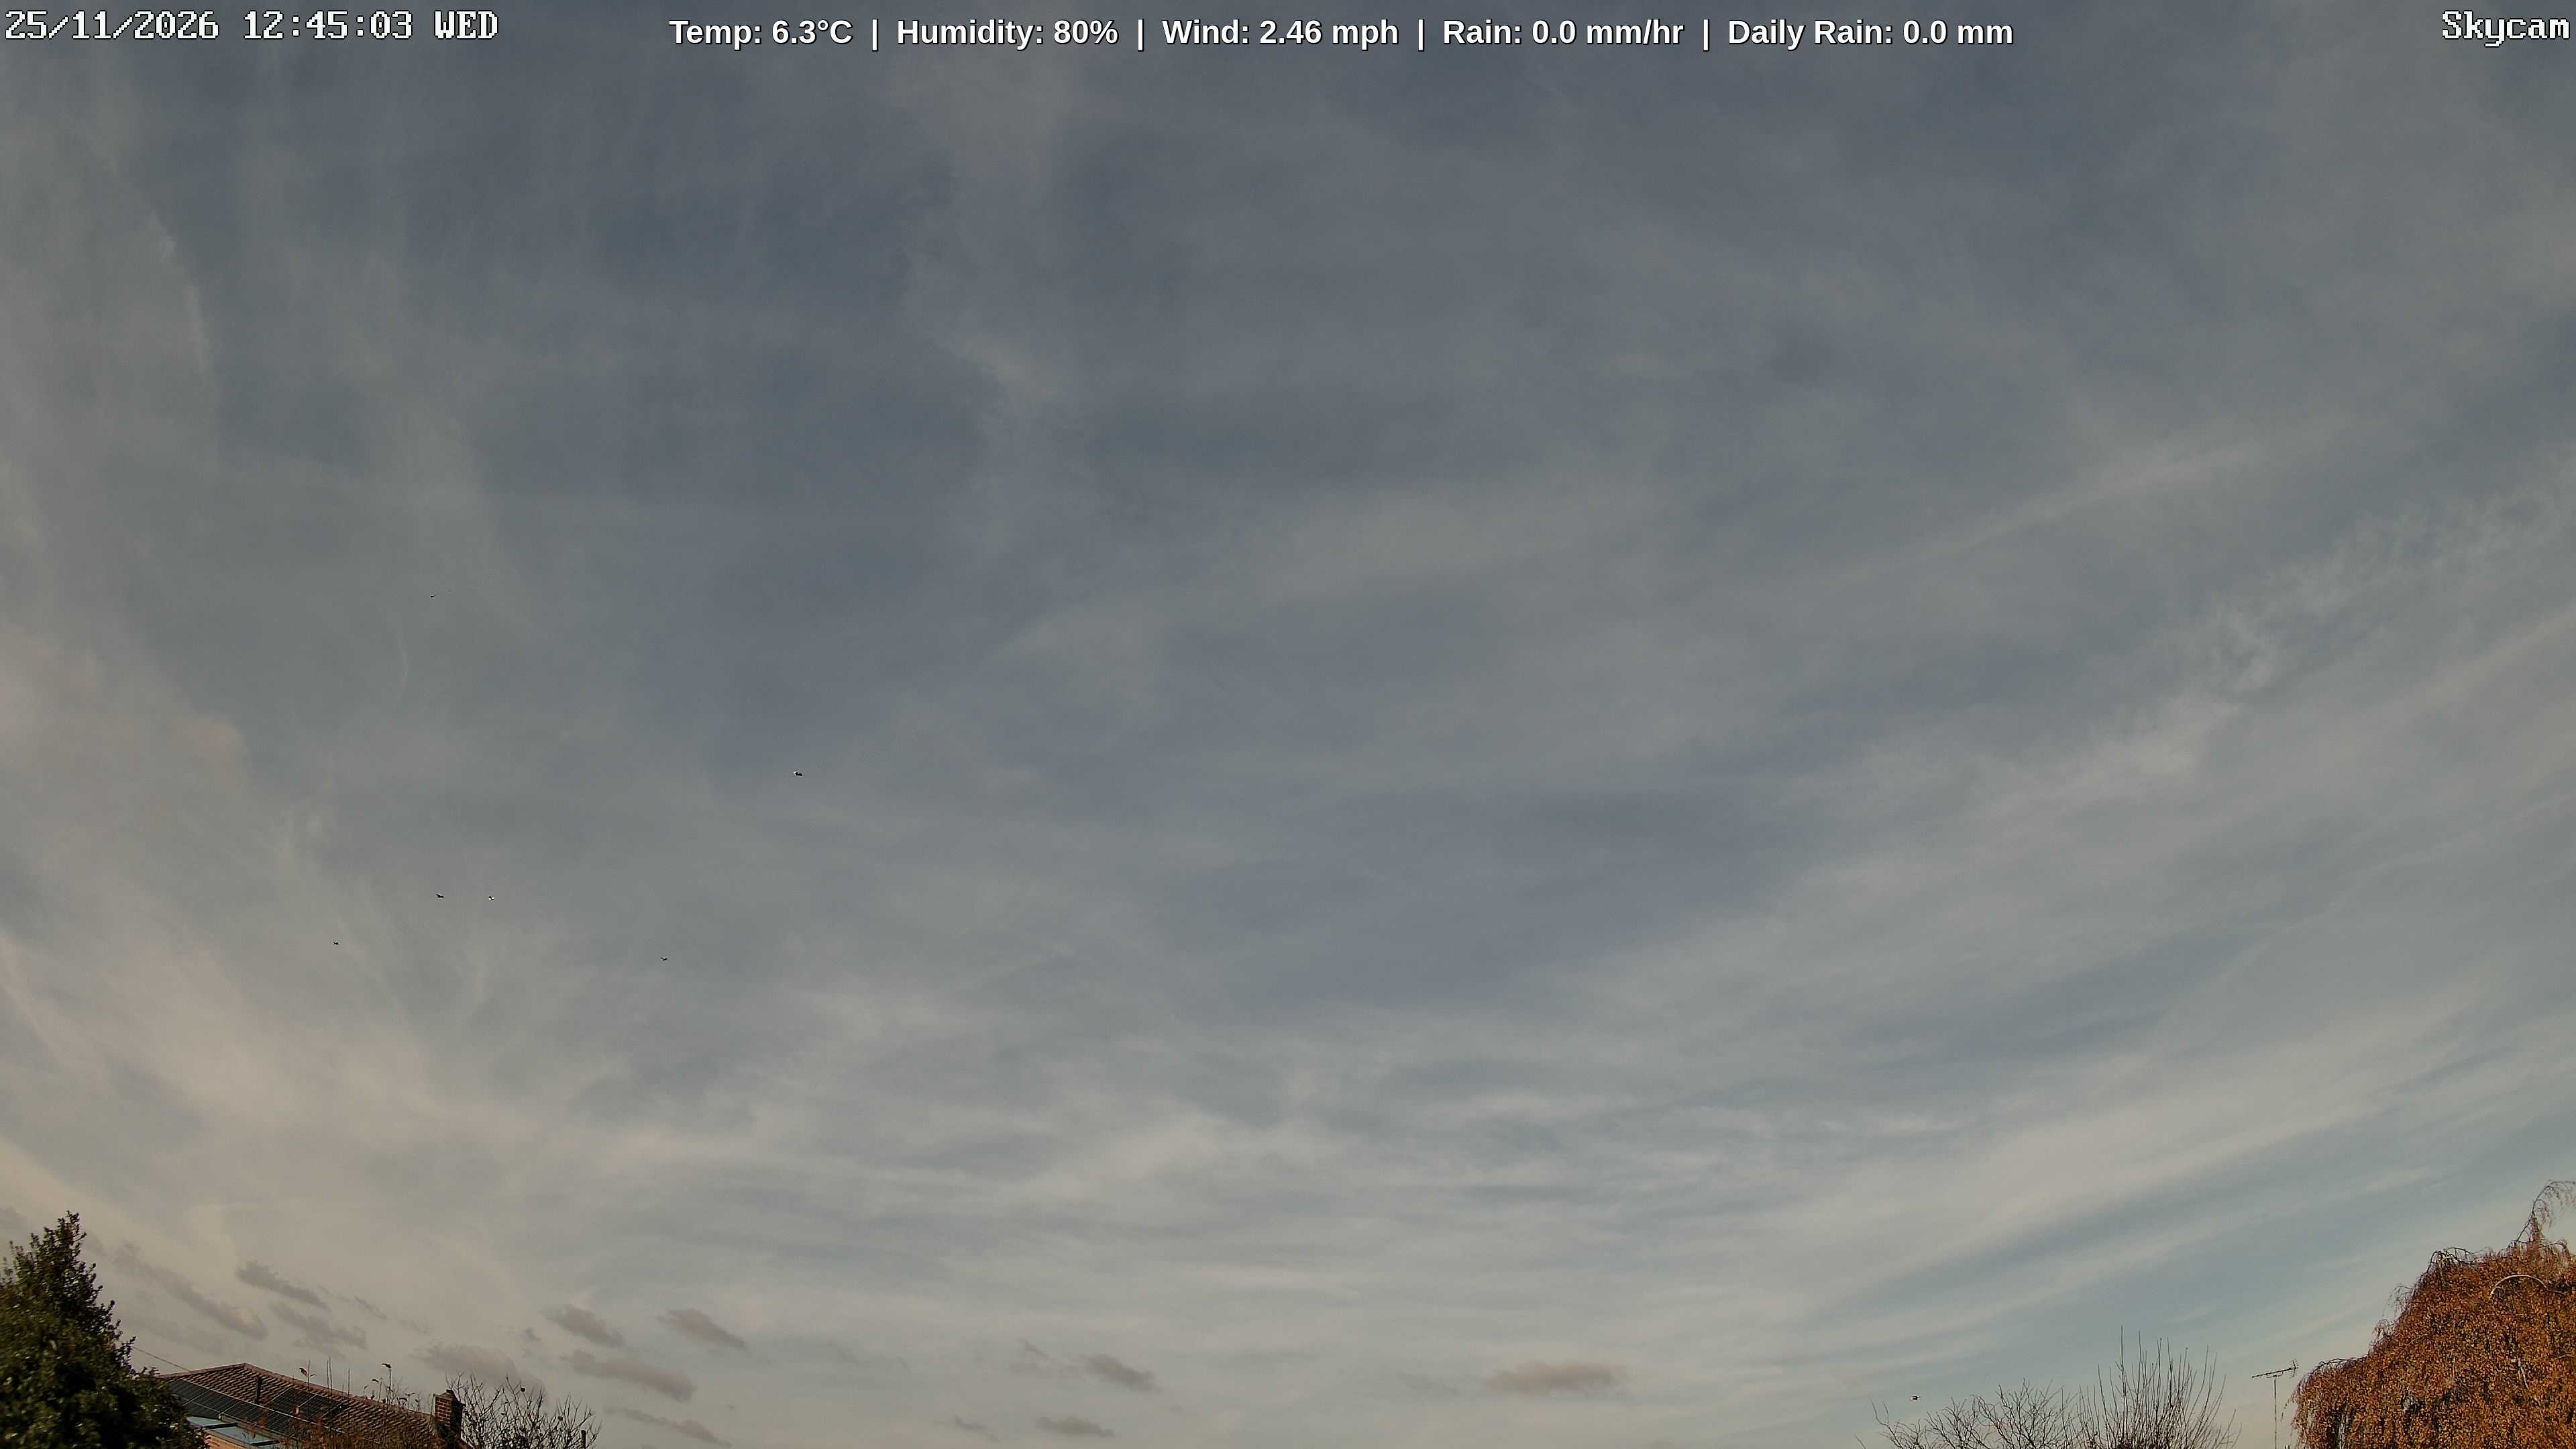 25/11/2026 12:45:03 WED
Temp: 6.3°C | Humidity: 80% | Wind: 2.46 mph | Rain: 0.0 mm/hr | Daily Rain: 0.0 mm
Skycam